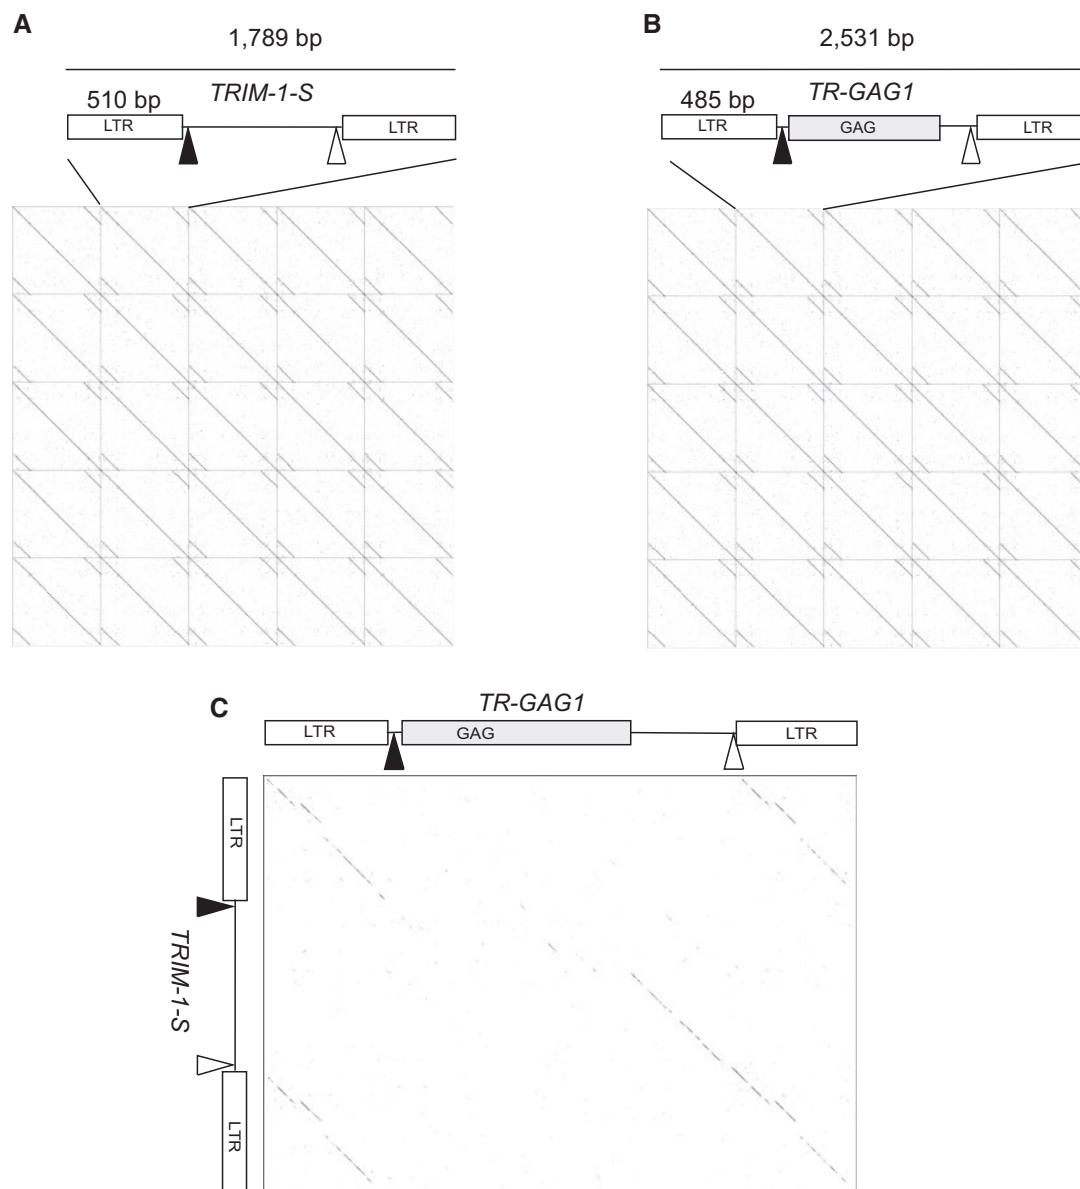 A
1,789 bp
TRIM-1-S
510 bp
LTR
LTR
B
2,531 bp
TR-GAG1
485 bp
LTR
GAG
LTR
C
TR-GAG1
LTR
GAG
LTR
LTR
TRIM-1-S
LTR